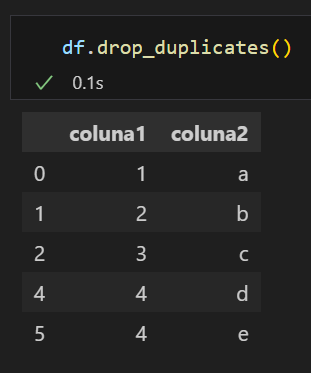 df.drop_duplicates()
0.1s
coluna1 coluna2
0 1 a
1 2 b
2 3 c
4 4 d
5 4 e